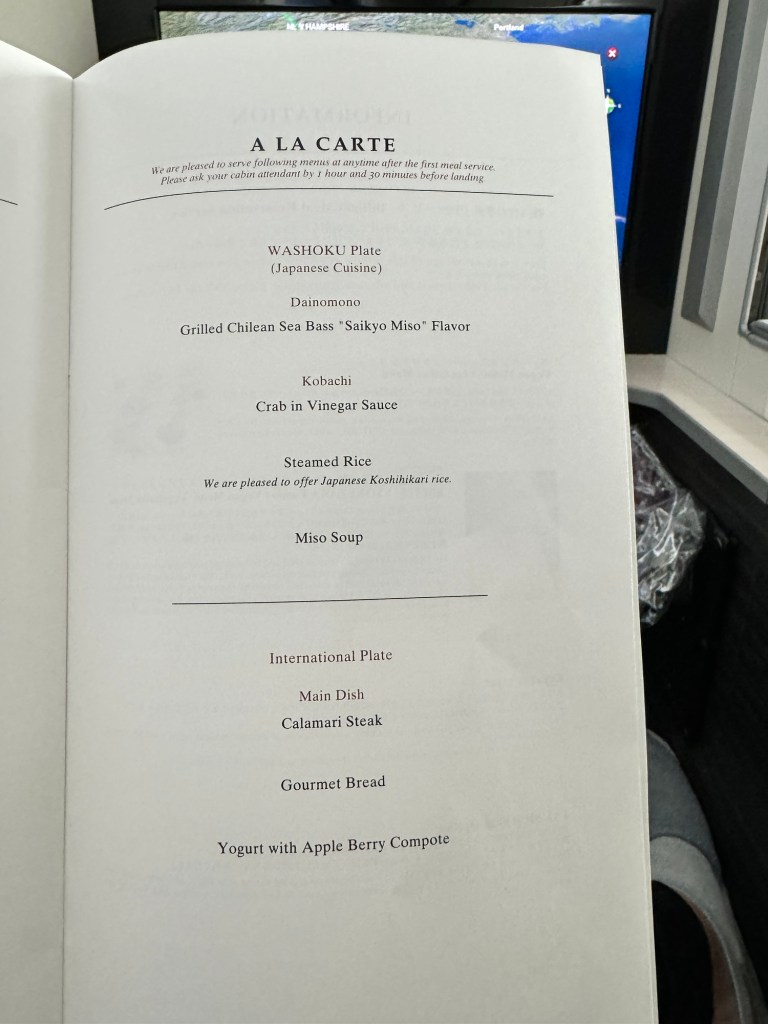 NEW HAMPSHIRE
Portland
A LA CARTE
We are pleased to serve following menus at anytime after the first meal service.
Please ask your cabin attendant by 1 hour and 30 minutes before landing
WASHOKU Plate
(Japanese Cuisine)
Dainomono
Grilled Chilean Sea Bass "Saikyo Miso" Flavor
Kobachi
Crab in Vinegar Sauce
Steamed Rice
We are pleased to offer Japanese Koshihikari rice.
Miso Soup
International Plate
Main Dish
Calamari Steak
Gourmet Bread
Yogurt with Apple Berry Compote